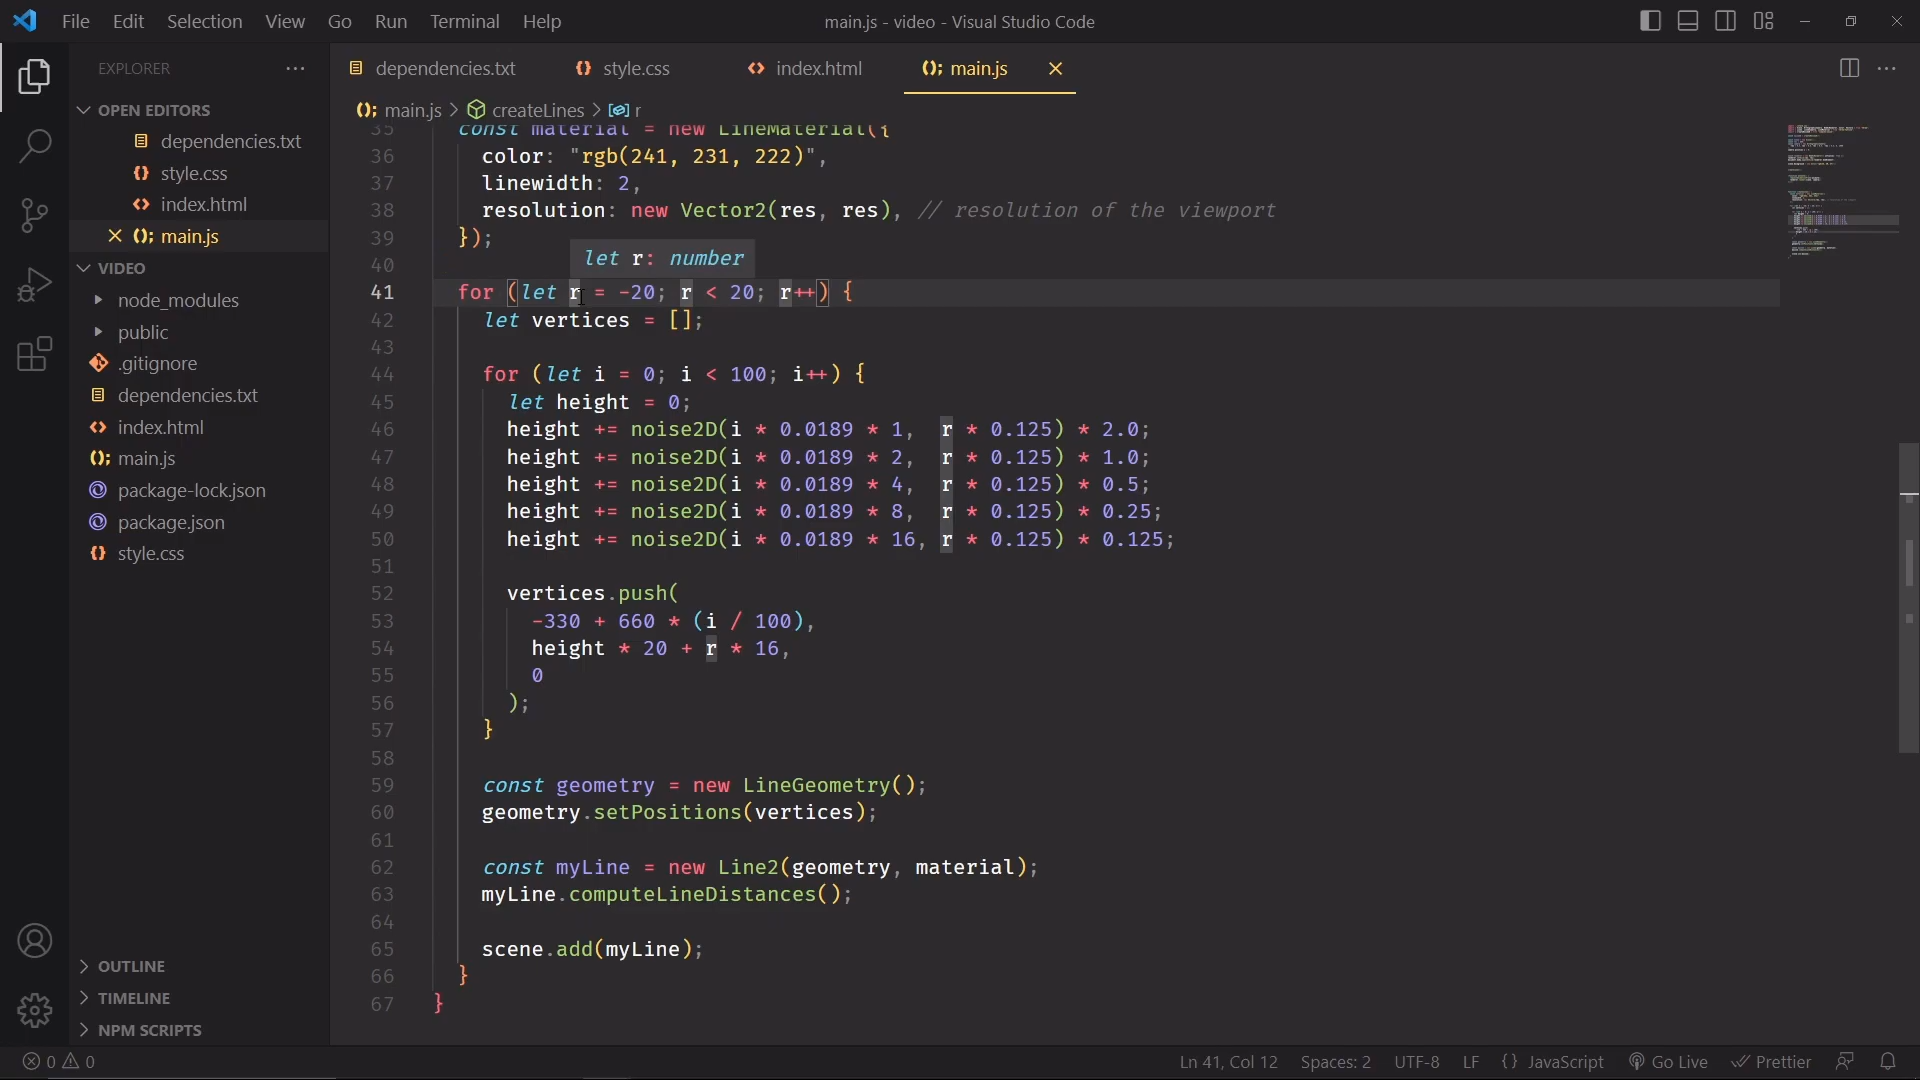 File Edit Selection View Go Run Terminal Help
main.js - video - Visual Studio Code
EXPLORER
OPEN EDITORS
dependencies.txt
style.css
index.html
main.js
VIDEO
node_modules
public
.gitignore
dependencies.txt
index.html
main.js
package-lock.json
package.json
style.css
OUTLINE
TIMELINE
NPM SCRIPTS
dependencies.txt style.css index.html main.js
main.js > createLines > r
35 const material = new LineMaterial({
36 color: "rgb(241, 231, 222)",
37 linewidth: 2,
38 resolution: new Vector2(res, res), // resolution of the viewport
39 });
let r: number
40
41 for (let r = -20; r < 20; r++) {
42 let vertices = [];
43
44 for (let i = 0; i < 100; i++) {
45 let height = 0;
46 height += noise2D(i * 0.0189 * 1, r * 0.125) * 2.0;
47 height += noise2D(i * 0.0189 * 2, r * 0.125) * 1.0;
48 height += noise2D(i * 0.0189 * 4, r * 0.125) * 0.5;
49 height += noise2D(i * 0.0189 * 8, r * 0.125) * 0.25;
50 height += noise2D(i * 0.0189 * 16, r * 0.125) * 0.125;
51
52 vertices.push(
53 -330 + 660 * (i / 100),
54 height * 20 + r * 16,
55 0
56 );
57 }
58
59 const geometry = new LineGeometry();
60 geometry.setPositions(vertices);
61
62 const myLine = new Line2(geometry, material);
63 myLine.computeLineDistances();
64
65 scene.add(myLine);
66 }
67 }
0 0 Ln 41, Col 12 Spaces: 2 UTF-8 LF {} JavaScript Go Live Prettier